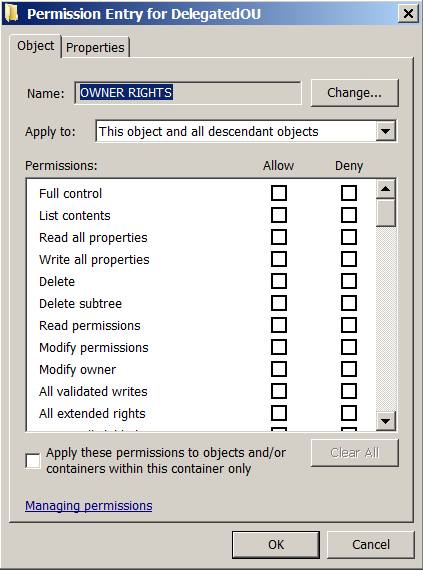 Permission Entry for DelegatedOU
Object Properties
Name: OWNER RIGHTS Change...
Apply to: This object and all descendant objects
Permissions: Allow Deny
Full control
List contents
Read all properties
Write all properties
Delete
Delete subtree
Read permissions
Modify permissions
Modify owner
All validated writes
All extended rights
Apply these permissions to objects and/or
containers within this container only
Clear All
Managing permissions
OK Cancel